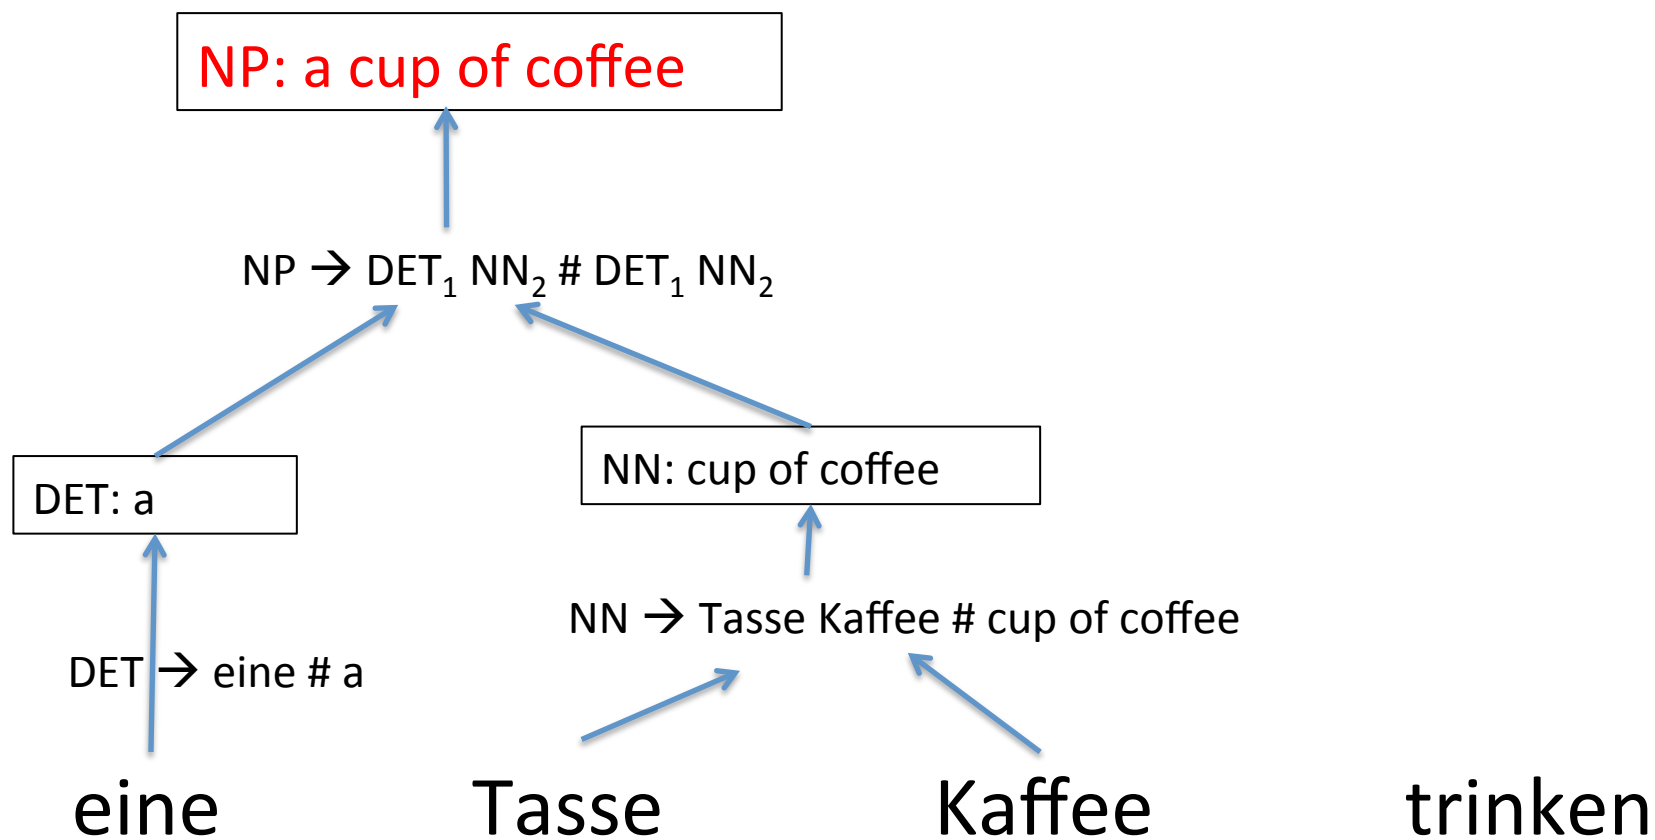 NP: a cup of coffee
NP → DET₁ NN₂ # DET₁ NN₂
DET: a
NN: cup of coffee
DET → eine # a
NN → Tasse Kaffee # cup of coffee
eine Tasse Kaffee trinken